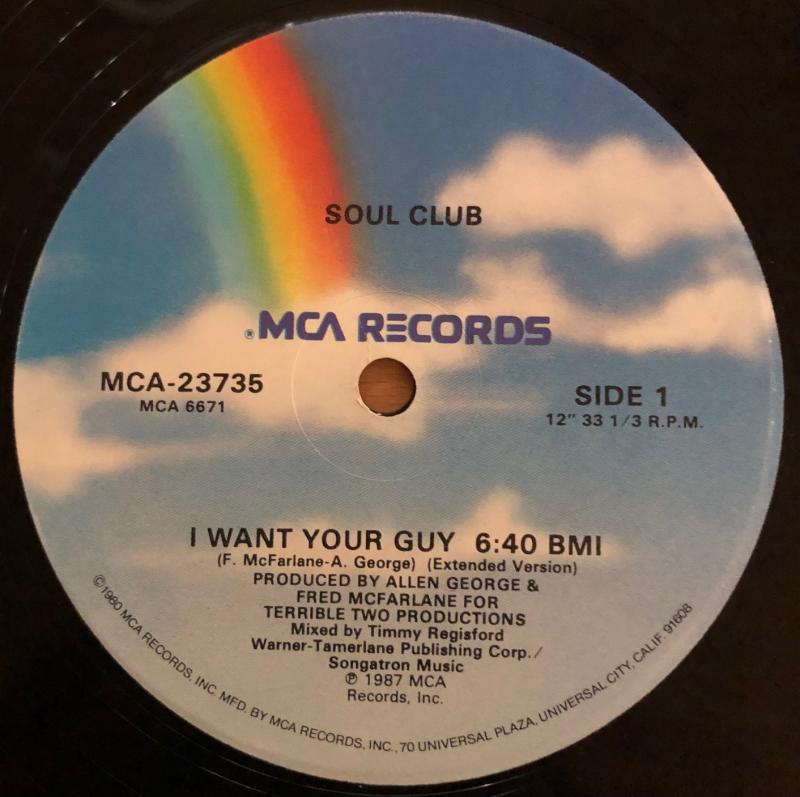 SOUL CLUB
® MCA RECORDS
MCA-23735
MCA 6671
SIDE 1
12" 33 1/3 R.P.M.
I WANT YOUR GUY 6:40 BMI
(F. McFarlane-A. George) (Extended Version)
PRODUCED BY ALLEN GEORGE &
FRED MCFARLANE FOR
TERRIBLE TWO PRODUCTIONS
Mixed by Timmy Regisford
Warner-Tamerlane Publishing Corp./
Songatron Music
℗ 1987 MCA
Records, Inc.
©1980 MCA RECORDS, INC. MFD. BY MCA RECORDS, INC., 70 UNIVERSAL PLAZA, UNIVERSAL CITY, CALIF. 91608